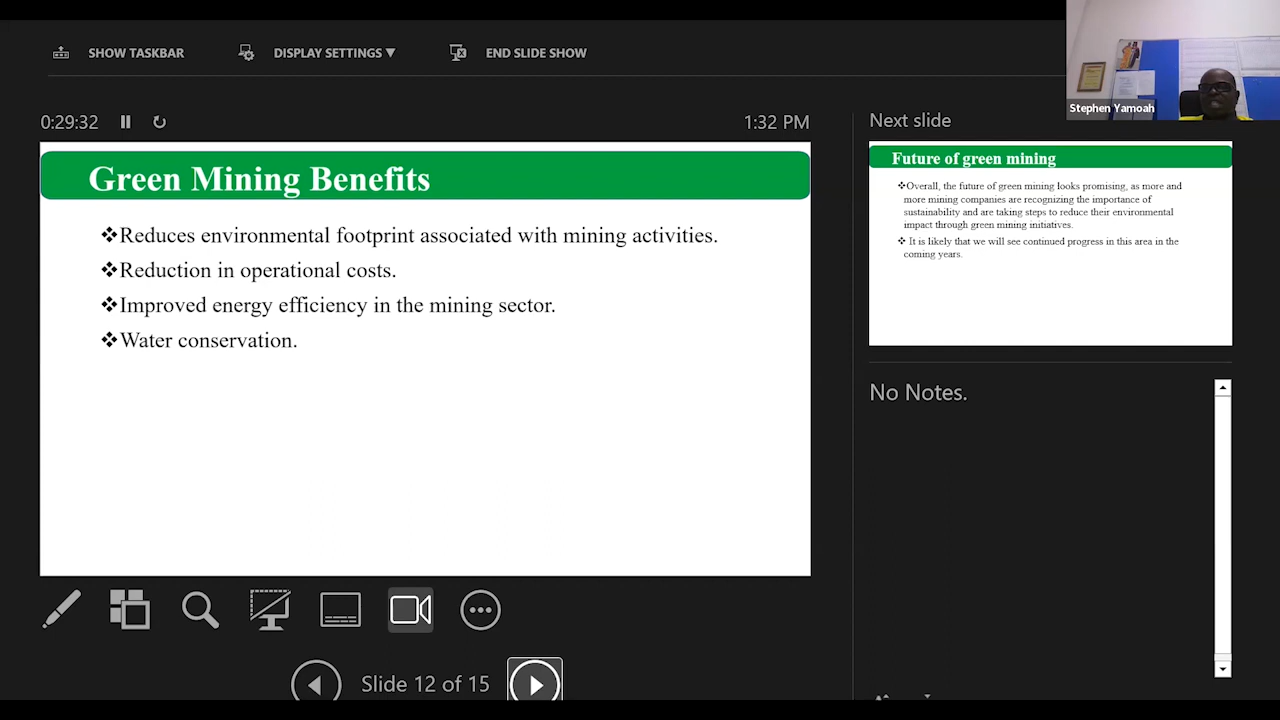 SHOW TASKBAR DISPLAY SETTINGS ▼ END SLIDE SHOW
Stephen Yamoah
0:29:32 1:32 PM
Green Mining Benefits
❖Reduces environmental footprint associated with mining activities.
❖Reduction in operational costs.
❖Improved energy efficiency in the mining sector.
❖Water conservation.
Slide 12 of 15
Next slide
Future of green mining
❖Overall, the future of green mining looks promising, as more and
more mining companies are recognizing the importance of
sustainability and are taking steps to reduce their environmental
impact through green mining initiatives.
❖ It is likely that we will see continued progress in this area in the
coming years.
No Notes.